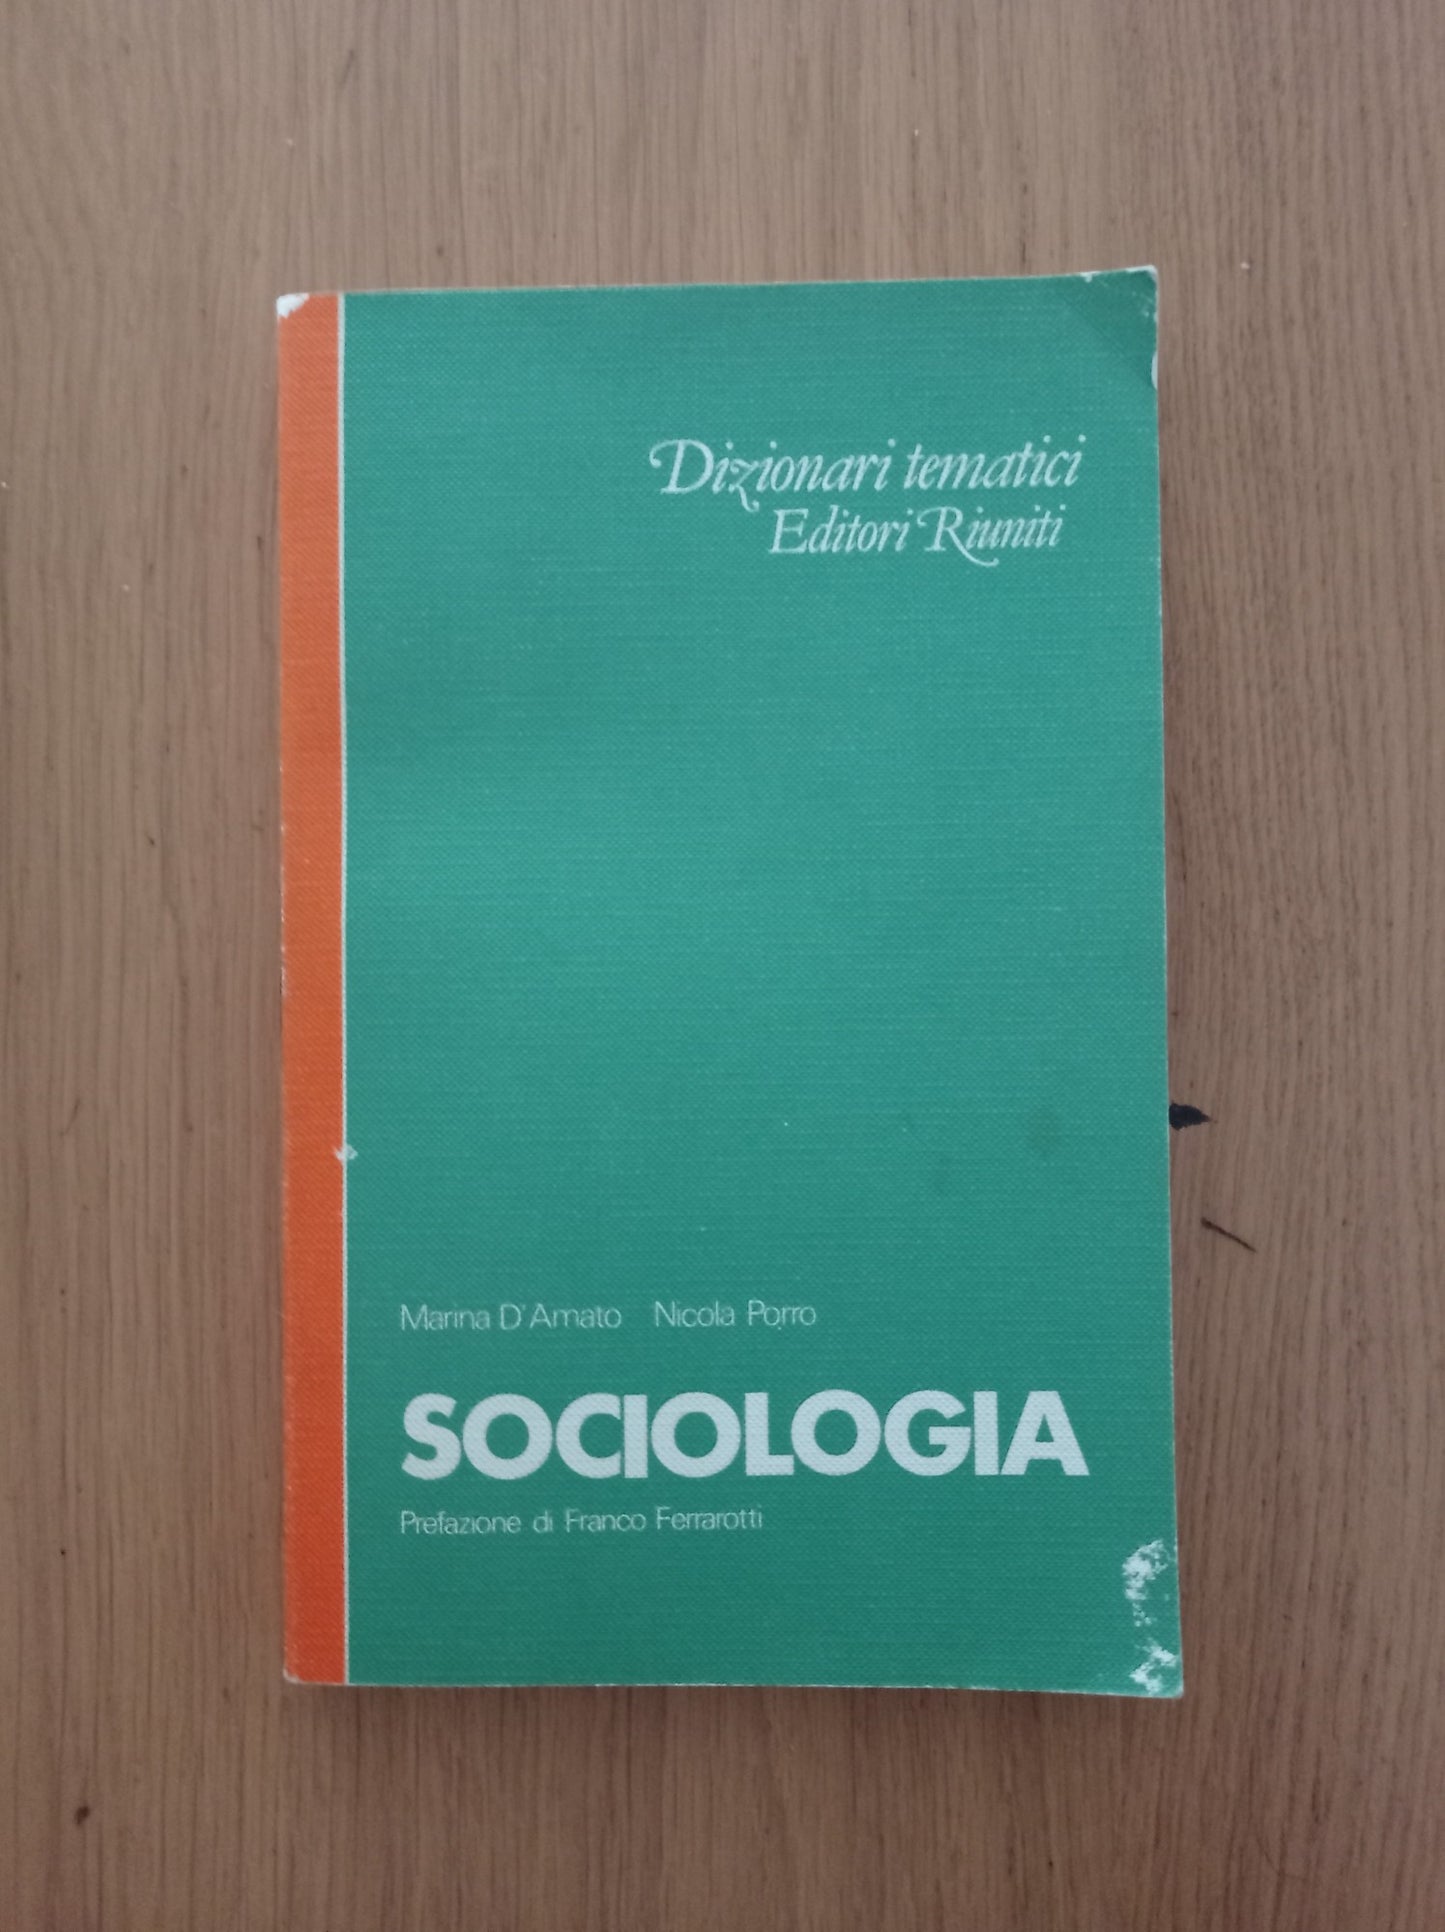 Dizionari tematici
Editori Riuniti
Marina D'Amato Nicola Porro
SOCIOLOGIA
Prefazione di Franco Ferrarotti